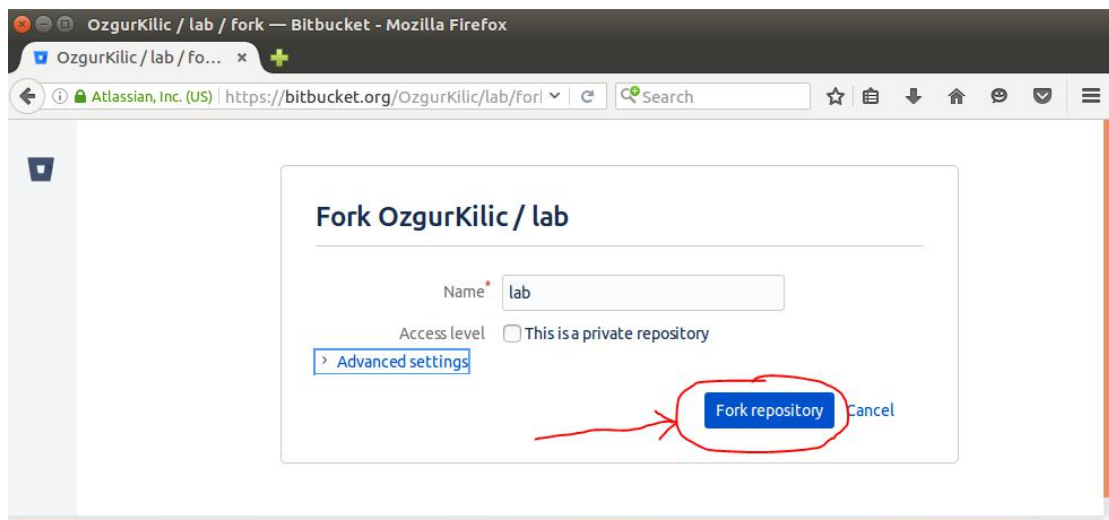 OzgurKilic / lab / fork — Bitbucket - Mozilla Firefox
OzgurKilic / lab / fo...
Atlassian, Inc. (US) https://bitbucket.org/OzgurKilic/lab/for
Search
Fork OzgurKilic / lab
Name*
lab
Access level
This is a private repository
Advanced settings
Fork repository
Cancel